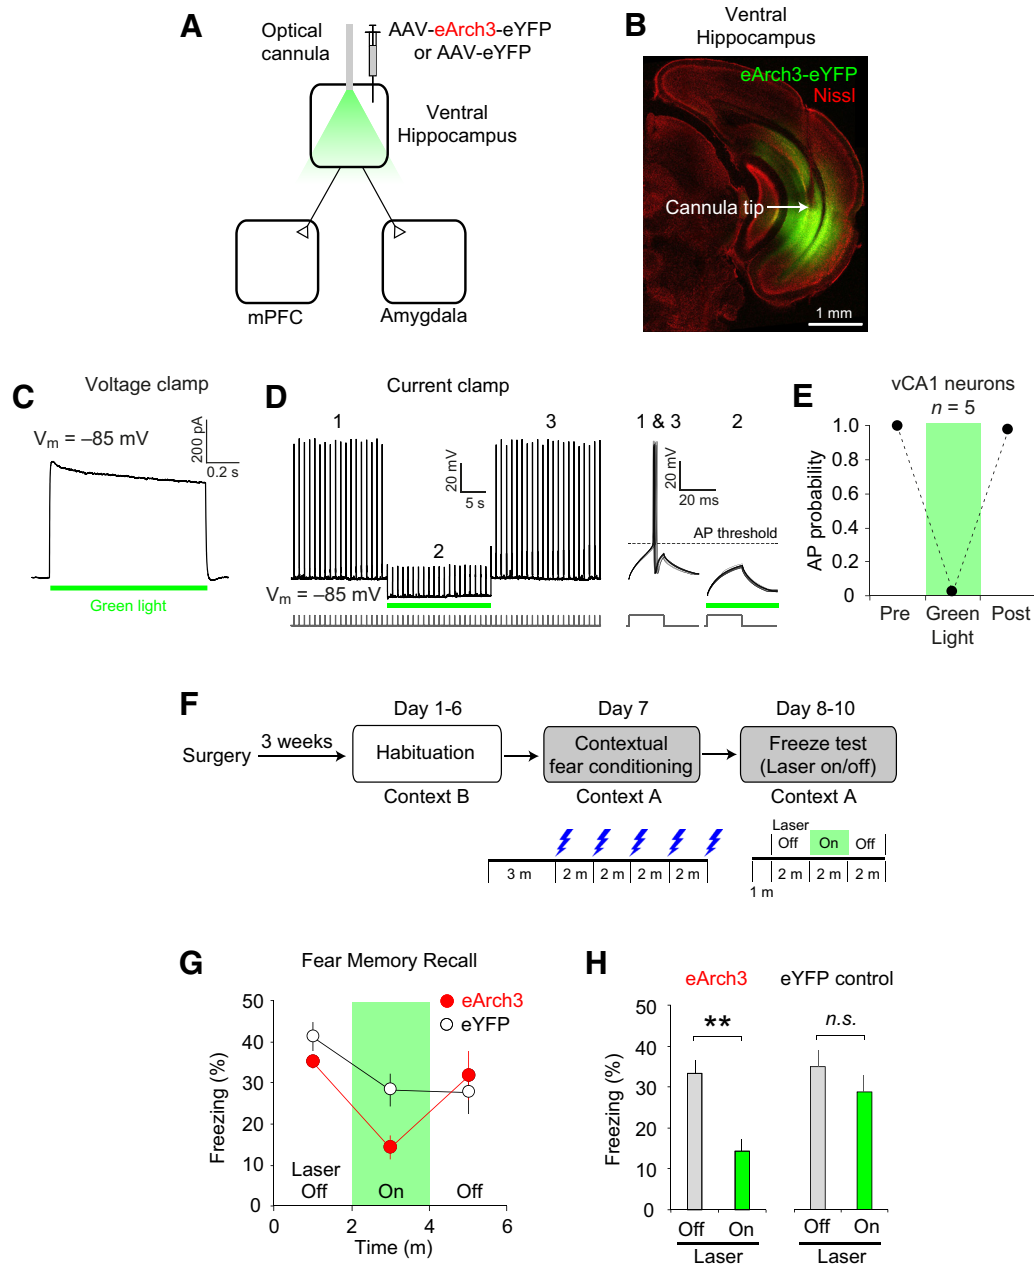 A
Optical
cannula
AAV-eArch3-eYFP
or AAV-eYFP
Ventral
Hippocampus
mPFC
Amygdala
B
Ventral
Hippocampus
eArch3-eYFP
Nissl
Cannula tip
1 mm
C
Voltage clamp
Vm = –85 mV
200 pA
0.2 s
Green light
D
Current clamp
1
2
3
20 mV
5 s
Vm = –85 mV
1 & 3
2
20 mV
20 ms
AP threshold
E
vCA1 neurons
n = 5
AP probability
1.0
0.8
0.6
0.4
0.2
0
Pre
Green
Light
Post
F
Surgery
3 weeks
Day 1-6
Habituation
Context B
Day 7
Contextual
fear conditioning
Context A
3 m
2 m
2 m
2 m
2 m
Day 8-10
Freeze test
(Laser on/off)
Context A
Laser
Off
On
Off
1 m
2 m
2 m
2 m
G
Fear Memory Recall
eArch3
eYFP
Freezing (%)
50
40
30
20
10
0
Laser
Off
On
Off
0
2
4
6
Time (m)
H
eArch3
eYFP control
**
n.s.
Freezing (%)
50
40
30
20
10
0
Off
On
Laser
Off
On
Laser